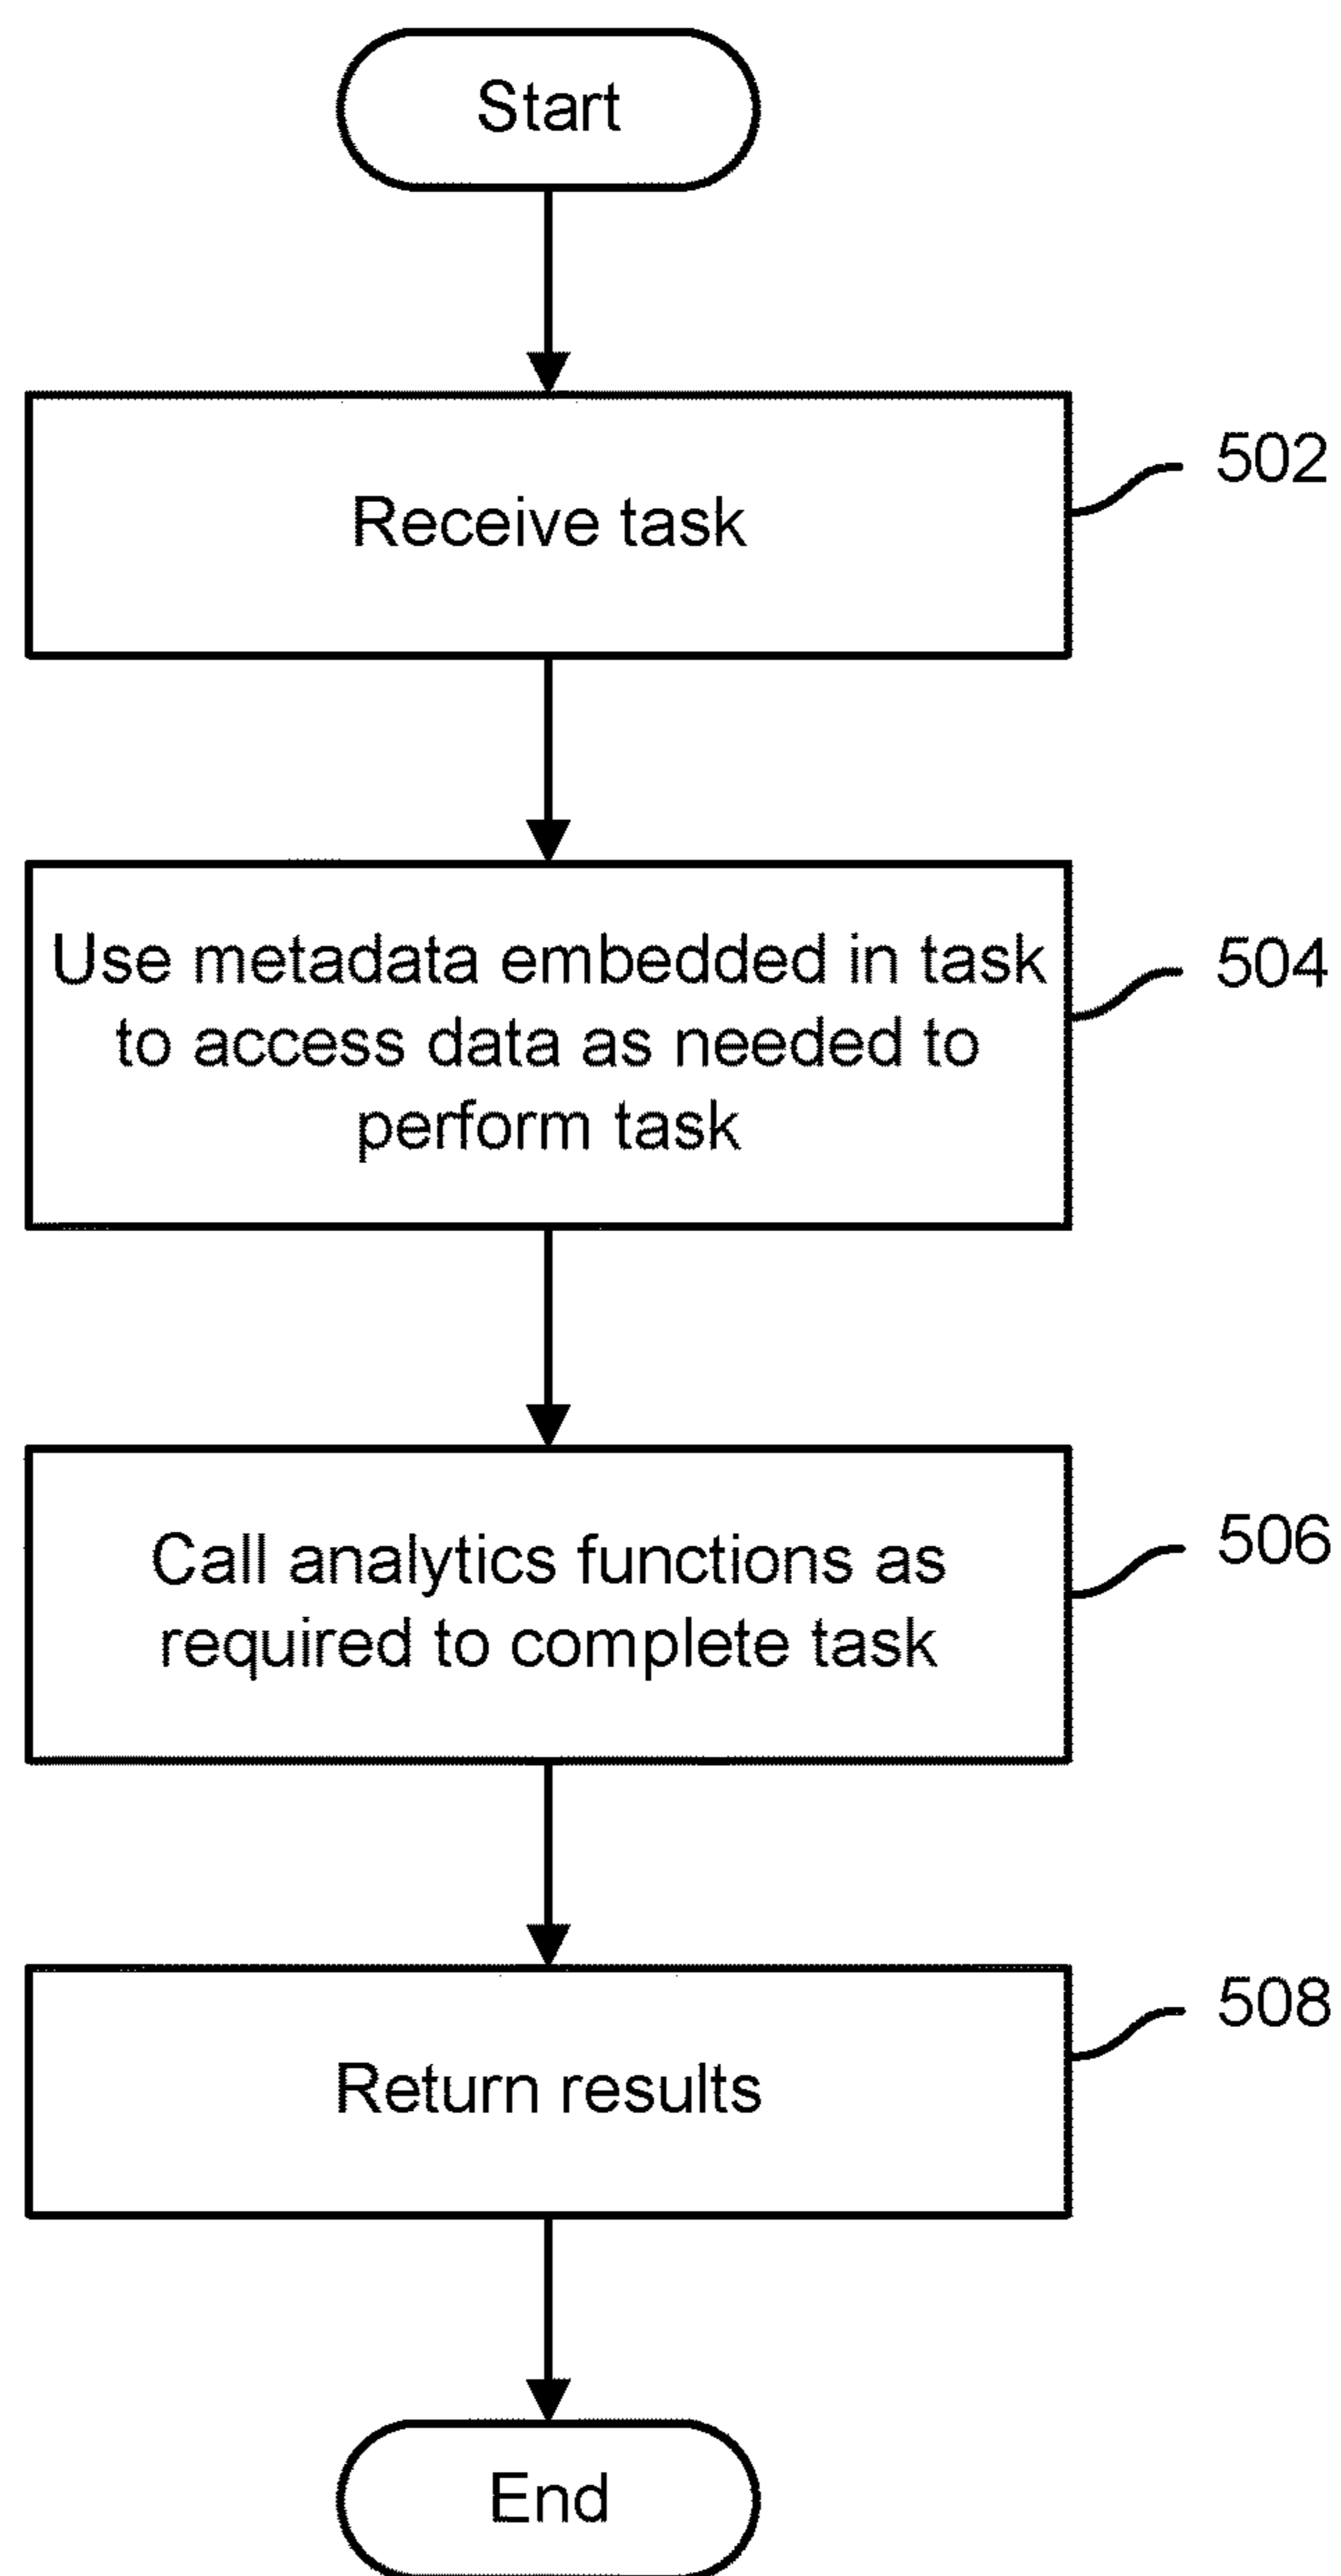 Start
Receive task
502
Use metadata embedded in task
to access data as needed to
perform task
504
Call analytics functions as
required to complete task
506
Return results
508
End